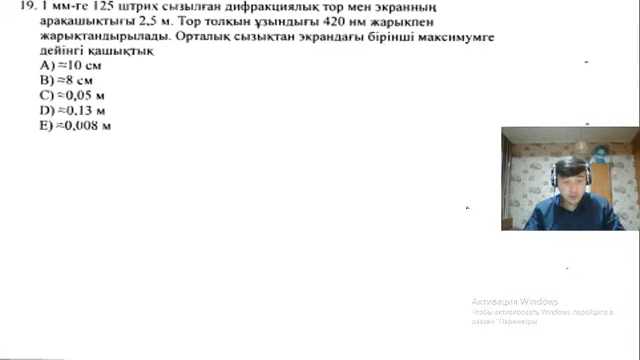 19. 1 мм-ге 125 штрих сызылған дифракциялық тор мен экранның
арақашықтығы 2,5 м. Тор толқын ұзындығы 420 нм жарықпен
жарықтандырылады. Орталық сызықтан экрандағы бірінші максимумге
дейінгі қашықтық
A) ≈10 см
B) ≈8 см
C) ≈0,05 м
D) ≈0,13 м
E) ≈0,008 м
Активация Windows
Чтобы активировать Windows, перейдите в
раздел "Параметры"